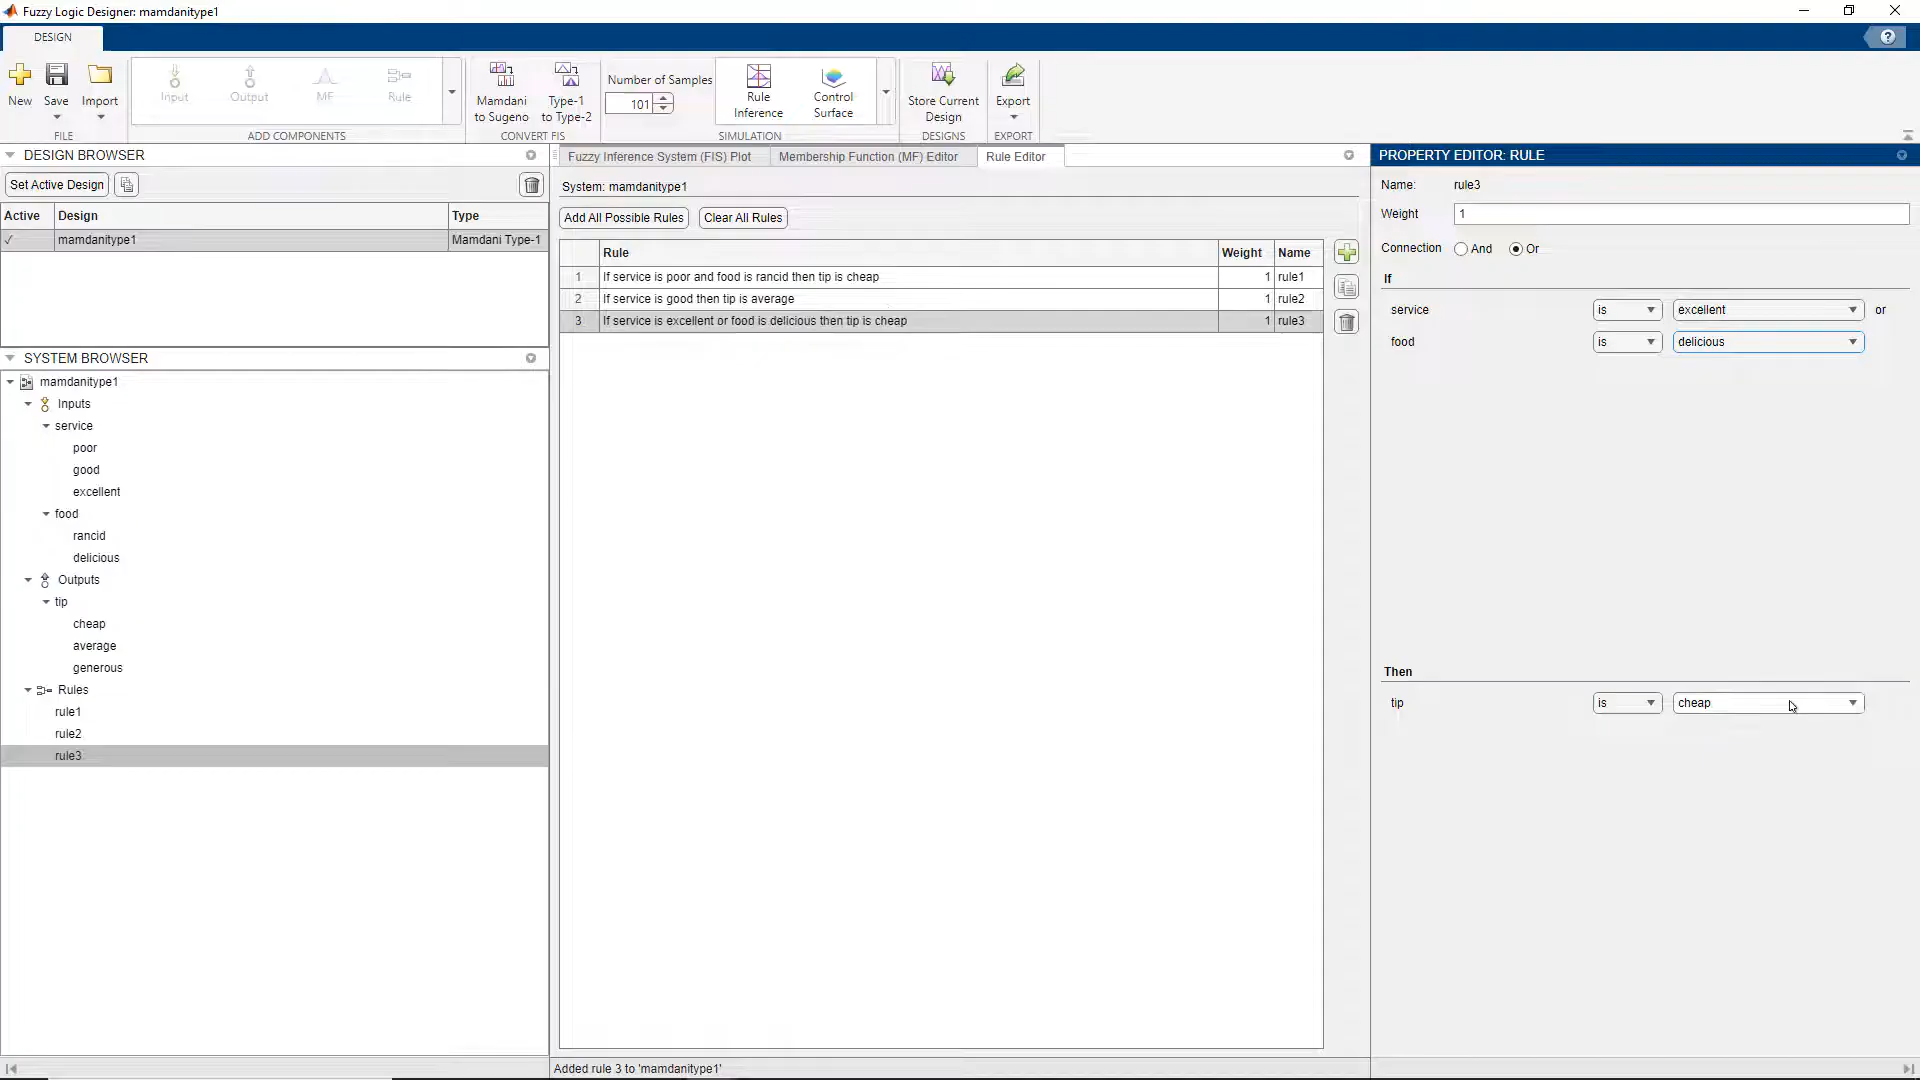 Fuzzy Logic Designer: mamdanitype1
DESIGN
?
New
Save
Import
Input
Output
MF
Rule
Mamdani
to Sugeno
Type-1
to Type-2
Number of Samples
101
Rule
Inference
Control
Surface
Store Current
Design
Export
FILE
ADD COMPONENTS
CONVERT FIS
SIMULATION
DESIGNS
EXPORT
DESIGN BROWSER
Set Active Design
Active Design Type
mamdanitype1 Mamdani Type-1
SYSTEM BROWSER
mamdanitype1
Inputs
service
poor
good
excellent
food
rancid
delicious
Outputs
tip
cheap
average
generous
Rules
rule1
rule2
rule3
Fuzzy Inference System (FIS) Plot
Membership Function (MF) Editor
Rule Editor
System: mamdanitype1
Add All Possible Rules
Clear All Rules
Rule Weight Name
1 If service is poor and food is rancid then tip is cheap 1 rule1
2 If service is good then tip is average 1 rule2
3 If service is excellent or food is delicious then tip is cheap 1 rule3
Added rule 3 to 'mamdanitype1'
PROPERTY EDITOR: RULE
Name: rule3
Weight 1
Connection And Or
If
service is excellent or
food is delicious
Then
tip is cheap